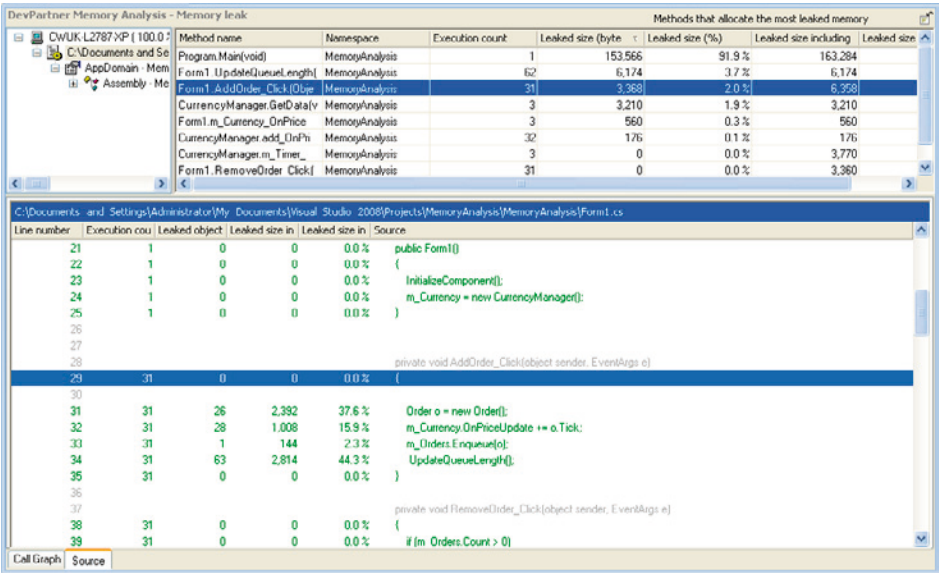 DevPartner Memory Analysis - Memory leak
Methods that allocate the most leaked memory
CWUK-L2787-XP ( 100.0
C:\Documents and Se
AppDomain - Mem
Assembly - Me
Method name Namespace Execution count Leaked size (byte Leaked size (%) Leaked size including Leaked size
Program.Main(void) MemoryAnalysis 1 153,566 91.9 % 163,284
Form1.UpdateQueueLength( MemoryAnalysis 62 6,174 3.7 % 6,174
Form1.AddOrder_Click(Obje MemoryAnalysis 31 3,368 2.0 % 6,358
CurrencyManager.GetData(v MemoryAnalysis 3 3,210 1.9 % 3,210
Form1.m_Currency_OnPrice MemoryAnalysis 3 560 0.3 % 560
CurrencyManager.add_OnPri MemoryAnalysis 32 176 0.1 % 176
CurrencyManager.m_Timer_ MemoryAnalysis 3 0 0.0 % 3,770
Form1.RemoveOrder_Click( MemoryAnalysis 31 0 0.0 % 3,360
C:\Documents and Settings\Administrator\My Documents\Visual Studio 2008\Projects\MemoryAnalysis\MemoryAnalysis\Form1.cs
Line number Execution cou Leaked object Leaked size in Leaked size in Source
21 1 0 0 0.0 % public Form1()
22 1 0 0 0.0 % {
23 1 0 0 0.0 % InitializeComponent();
24 1 0 0 0.0 % m_Currency = new CurrencyManager();
25 1 0 0 0.0 % }
26
27
28 private void AddOrder_Click(object sender, EventArgs e)
29 31 0 0 0.0 % {
30
31 31 26 2,392 37.6 % Order o = new Order();
32 31 28 1,008 15.9 % m_Currency.OnPriceUpdate += o.Tick;
33 31 1 144 2.3 % m_Orders.Enqueue(o);
34 31 63 2,814 44.3 % UpdateQueueLength();
35 31 0 0 0.0 % }
36
37 private void RemoveOrder_Click(object sender, EventArgs e)
38 31 0 0 0.0 % {
39 31 0 0 0.0 % if (m_Orders.Count > 0)
Call Graph Source